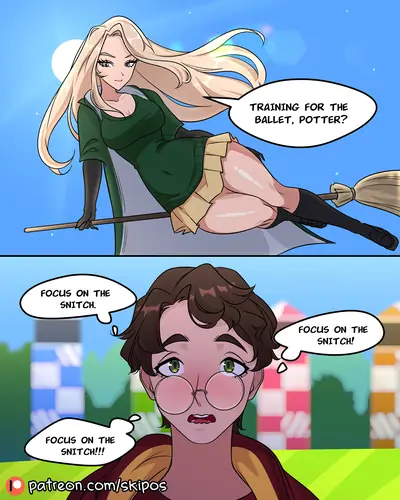 TRAINING FOR THE
BALLET, POTTER?
FOCUS ON THE
SNITCH.
FOCUS ON THE
SNITCH!
FOCUS ON THE
SNITCH!!!
patreon.com/skipos